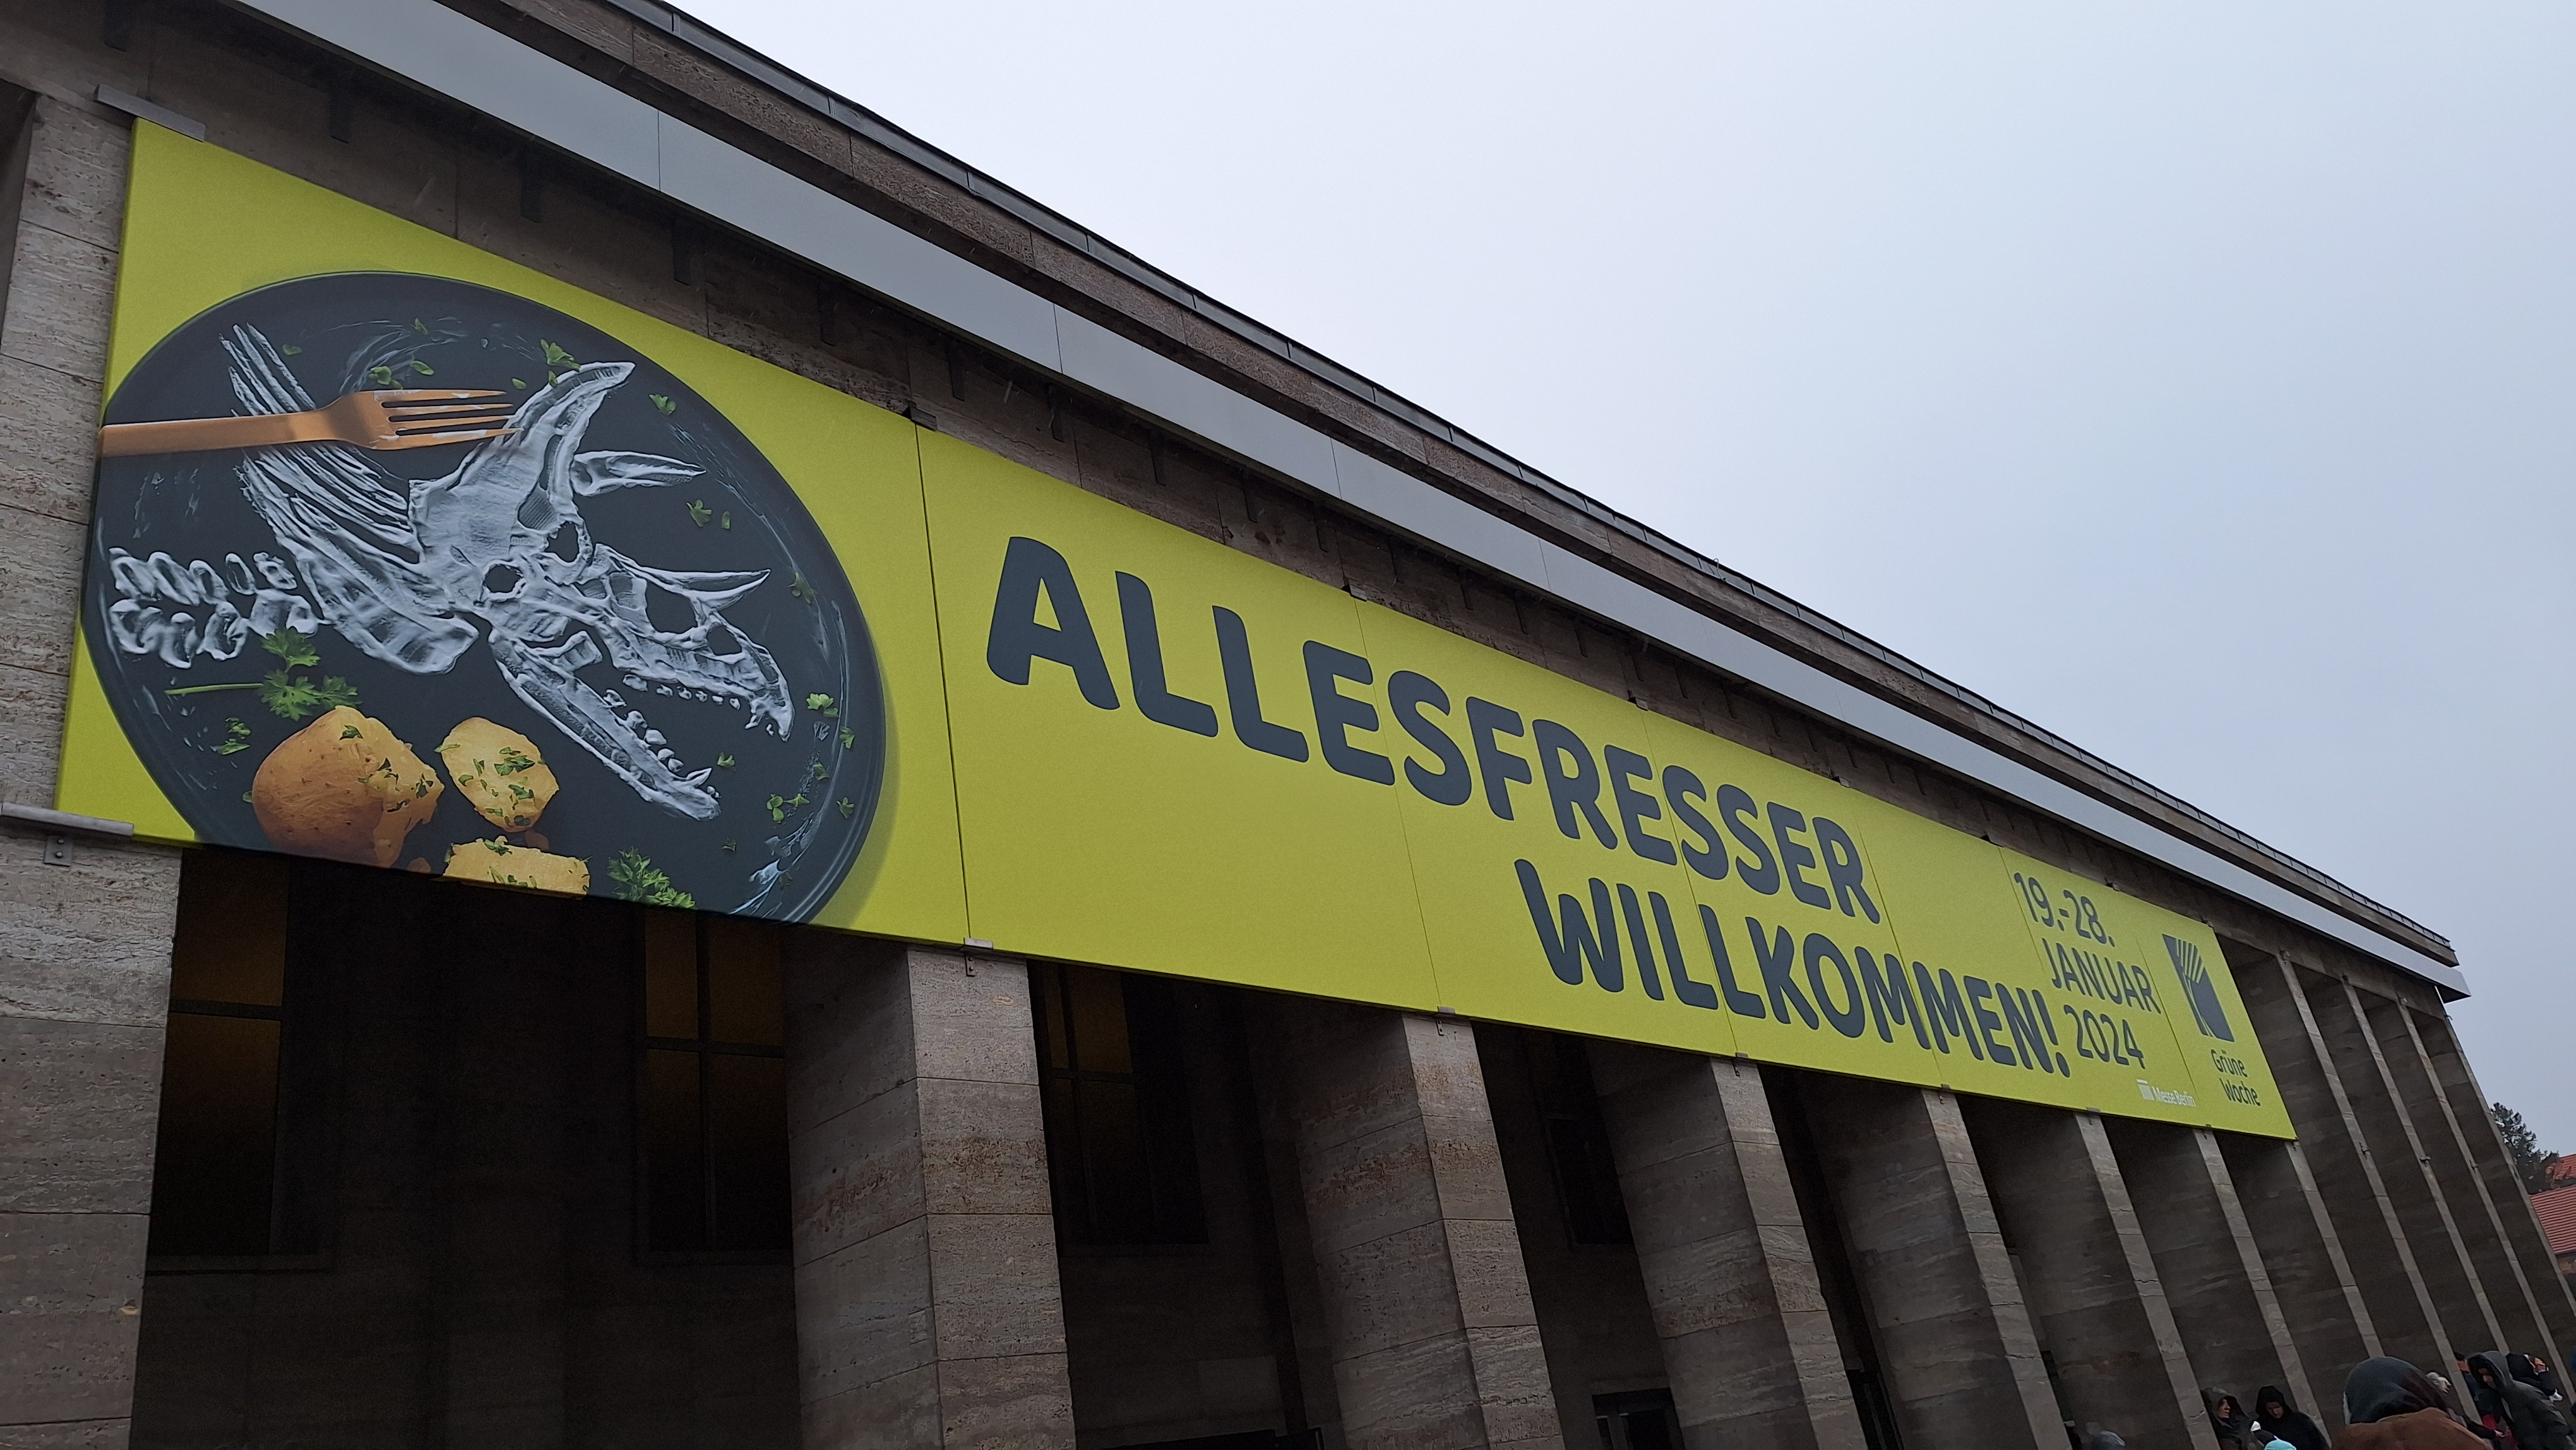 ALLESFRESSER
WILLKOMMEN!
19.-28.
JANUAR
2024
Messe Berlin
Grüne
Woche